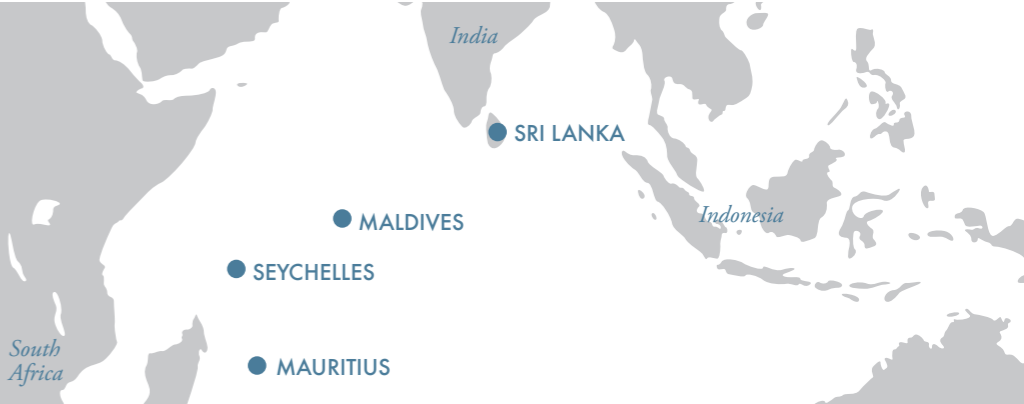 India
SRI LANKA
Indonesia
MALDIVES
SEYCHELLES
South
Africa
MAURITIUS